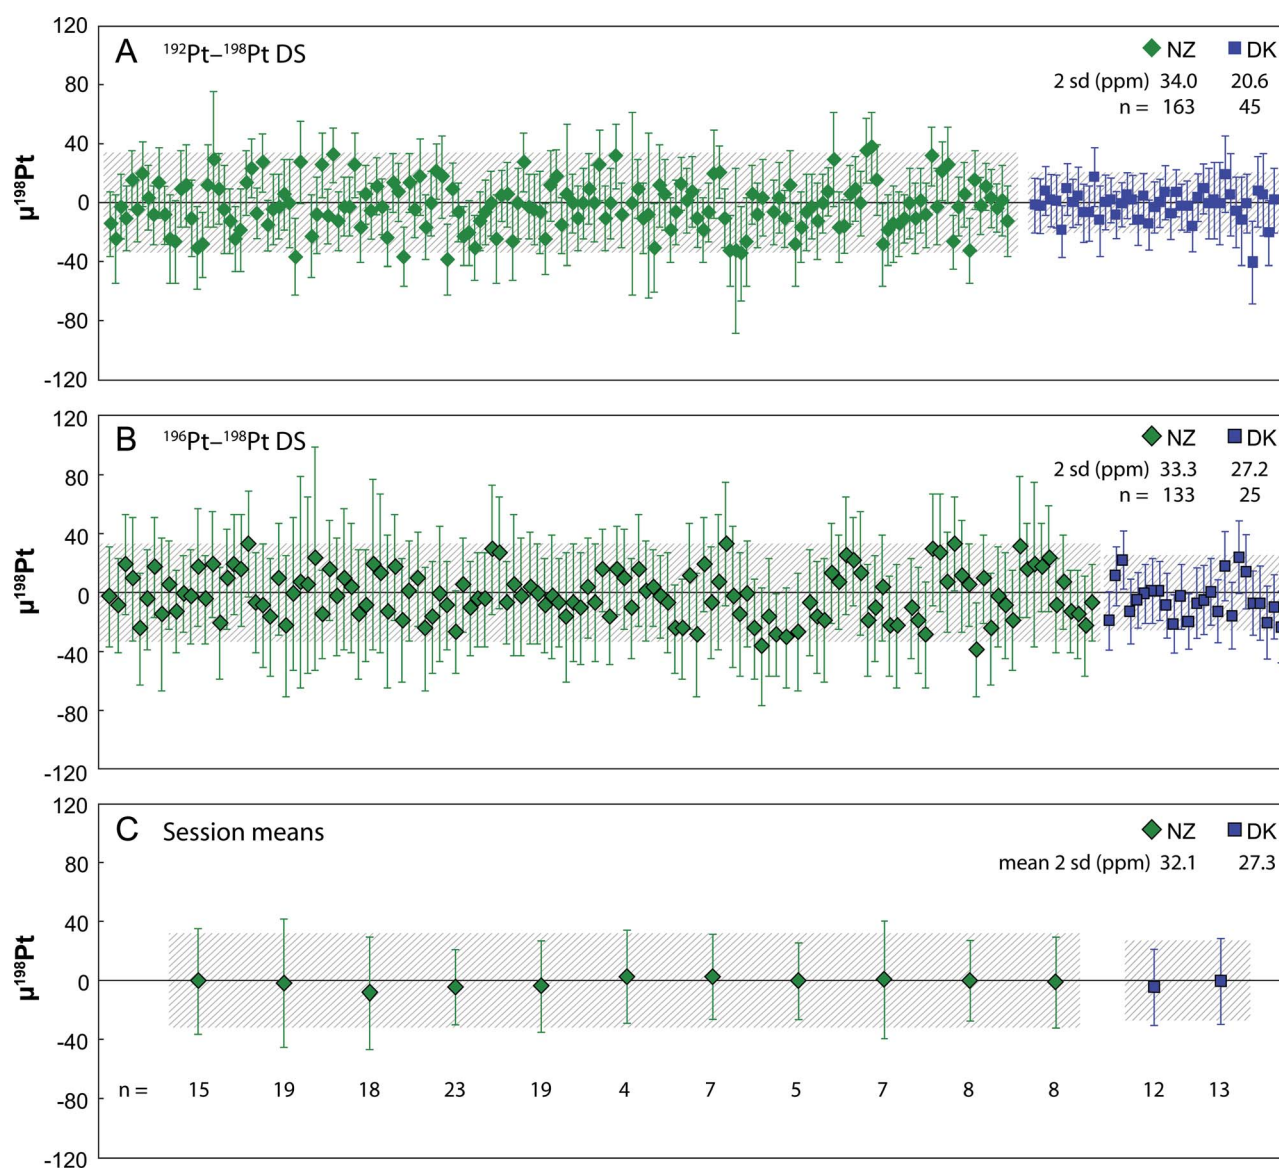 120
A ¹⁹²Pt–¹⁹⁸Pt DS NZ DK
80
2 sd (ppm) 34.0 20.6
n = 163 45
40
μ¹⁹⁸Pt
0
-40
-80
-120
120
B ¹⁹⁶Pt–¹⁹⁸Pt DS NZ DK
80
2 sd (ppm) 33.3 27.2
n = 133 25
40
μ¹⁹⁸Pt
0
-40
-80
-120
120
C Session means NZ DK
80
mean 2 sd (ppm) 32.1 27.3
40
μ¹⁹⁸Pt
0
-40
n = 15 19 18 23 19 4 7 5 7 8 8 12 13
-80
-120